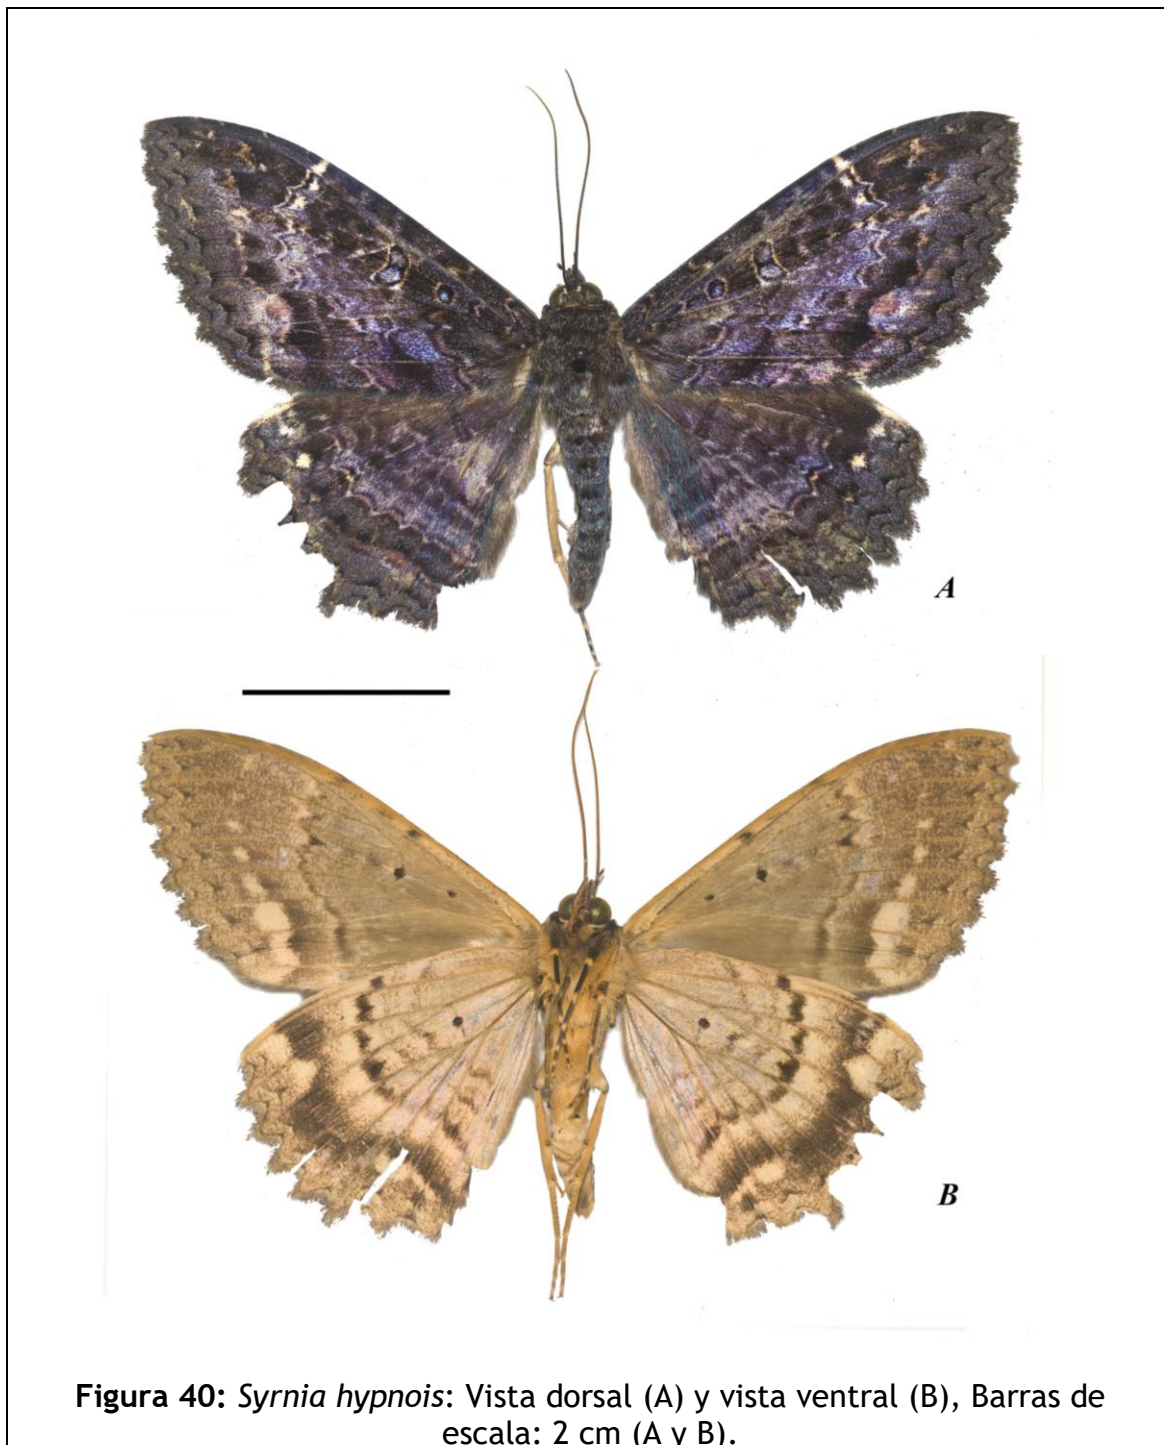 A
B
Figura 40: Syrnia hypnois: Vista dorsal (A) y vista ventral (B), Barras de
escala: 2 cm (A y B).